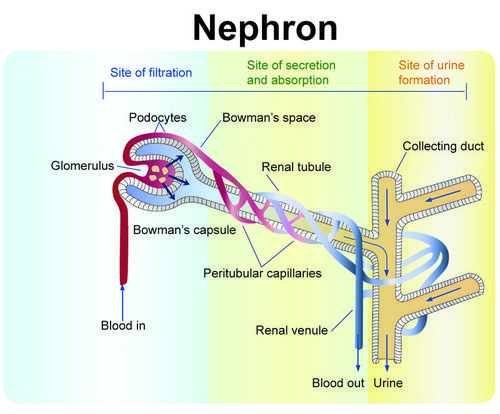 Nephron
Site of filtration
Site of secretion
and absorption
Site of urine
formation
Podocytes
Bowman's space
Glomerulus
Renal tubule
Collecting duct
Bowman's capsule
Peritubular capillaries
Blood in
Renal venule
Blood out
Urine